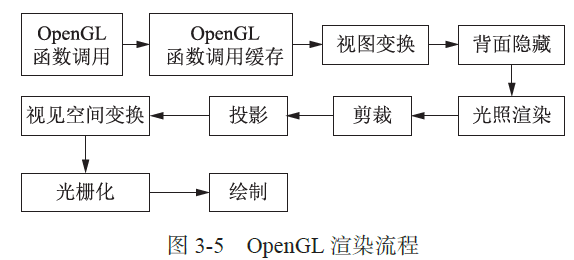 OpenGL
函数调用
OpenGL
函数调用缓存
视图变换
背面隐藏
光照渲染
剪裁
投影
视见空间变换
光栅化
绘制
图 3-5 OpenGL 渲染流程